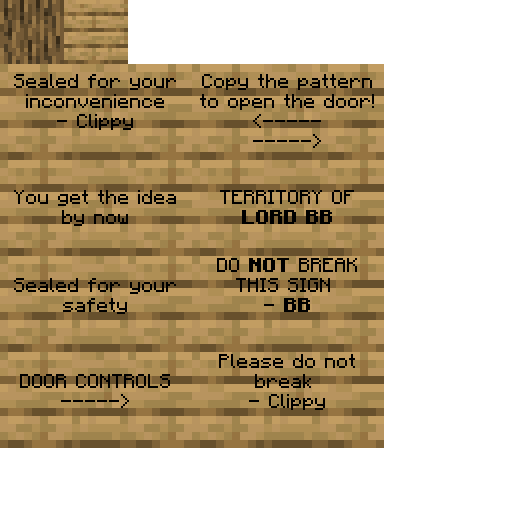 Sealed for your
inconvenience
- Clippy
Copy the pattern
to open the door!
<-----
----->
You get the idea
by now
TERRITORY OF
LORD BB
DO NOT BREAK
THIS SIGN
- BB
Sealed for your
safety
DOOR CONTROLS
----->
Please do not
break
- Clippy